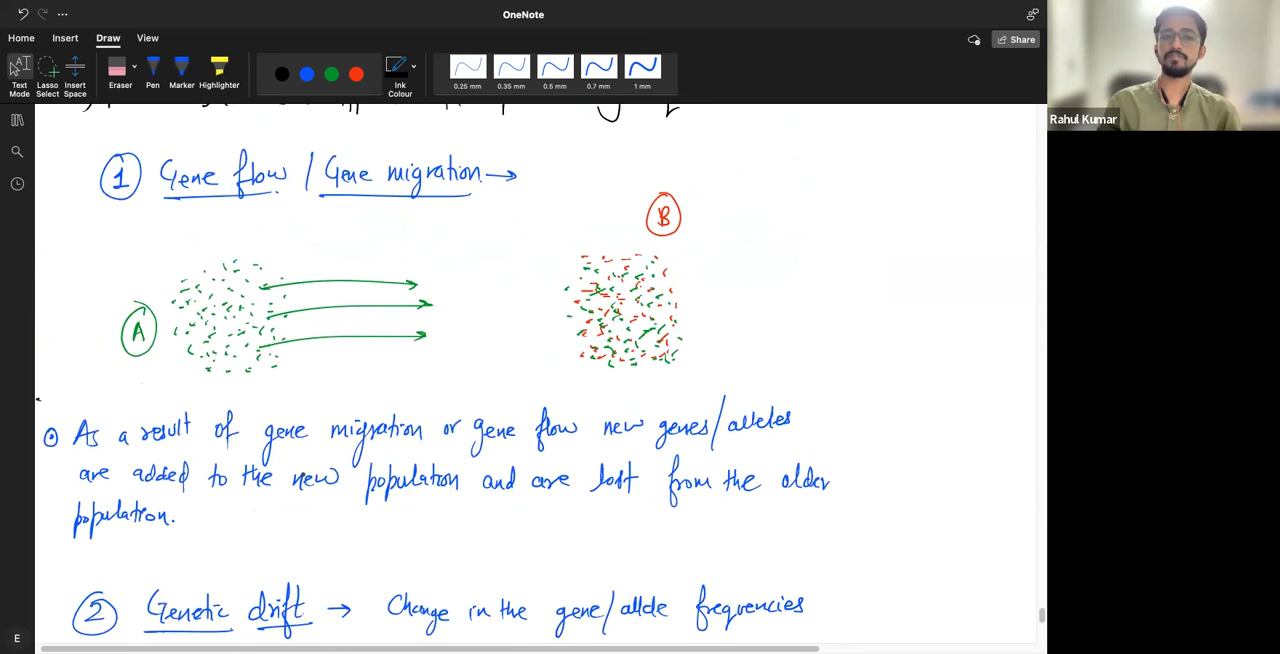 OneNote
Home Insert Draw View
Share
Text Mode
Lasso Select
Insert Space
Eraser
Pen
Marker
Highlighter
Ink Colour
0.25 mm
0.35 mm
0.5 mm
0.7 mm
1 mm
Rahul Kumar
1 Gene flow / Gene migration →
B
A
As a result of gene migration or gene flow new genes/alleles
are added to the new population and are lost from the older
population.
2 Genetic drift → Change in the gene/allele frequencies
E